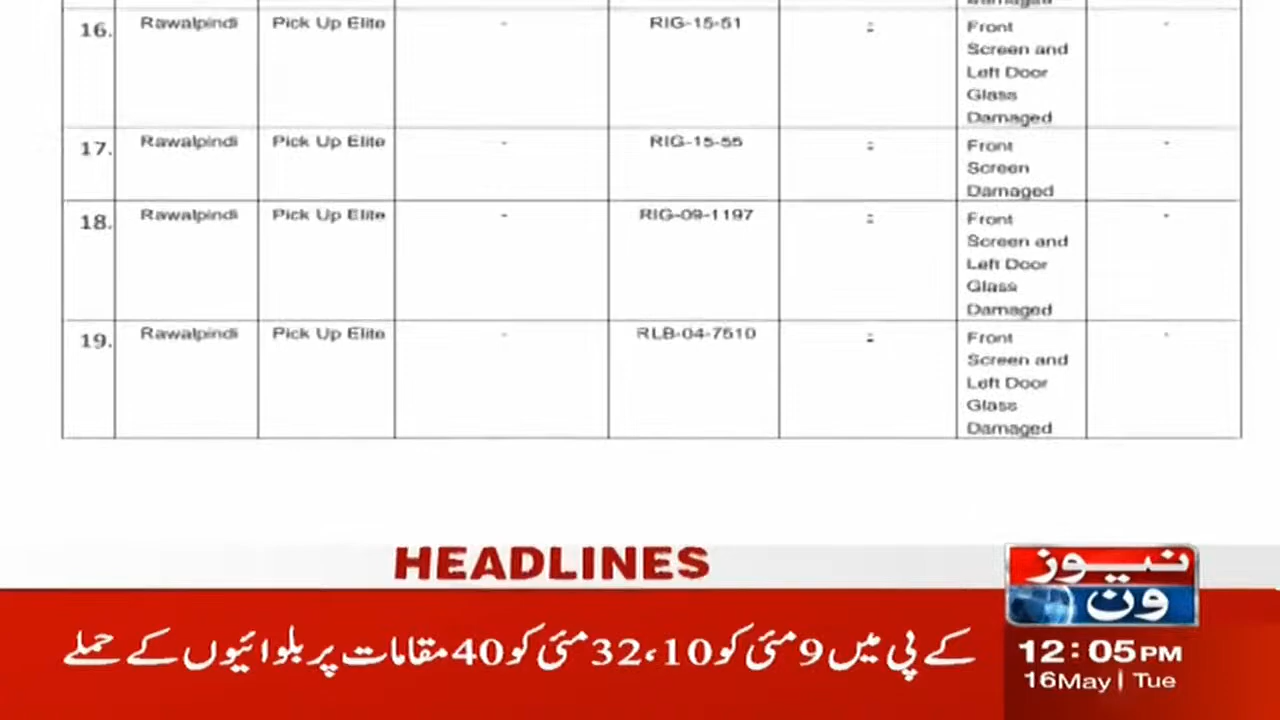 16. Rawalpindi Pick Up Elite - RIG-15-51 - Front Screen and Left Door Glass Damaged -
17. Rawalpindi Pick Up Elite - RIG-15-55 - Front Screen Damaged -
18. Rawalpindi Pick Up Elite - RIG-09-1197 - Front Screen and Left Door Glass Damaged -
19. Rawalpindi Pick Up Elite - RLB-04-7510 - Front Screen and Left Door Glass Damaged -
HEADLINES
نیوز
ون
کے پی میں 9 مئی کو 10، 32 مئی کو 40 مقامات پر بلوائیوں کے حملے
12:05 PM
16May | Tue